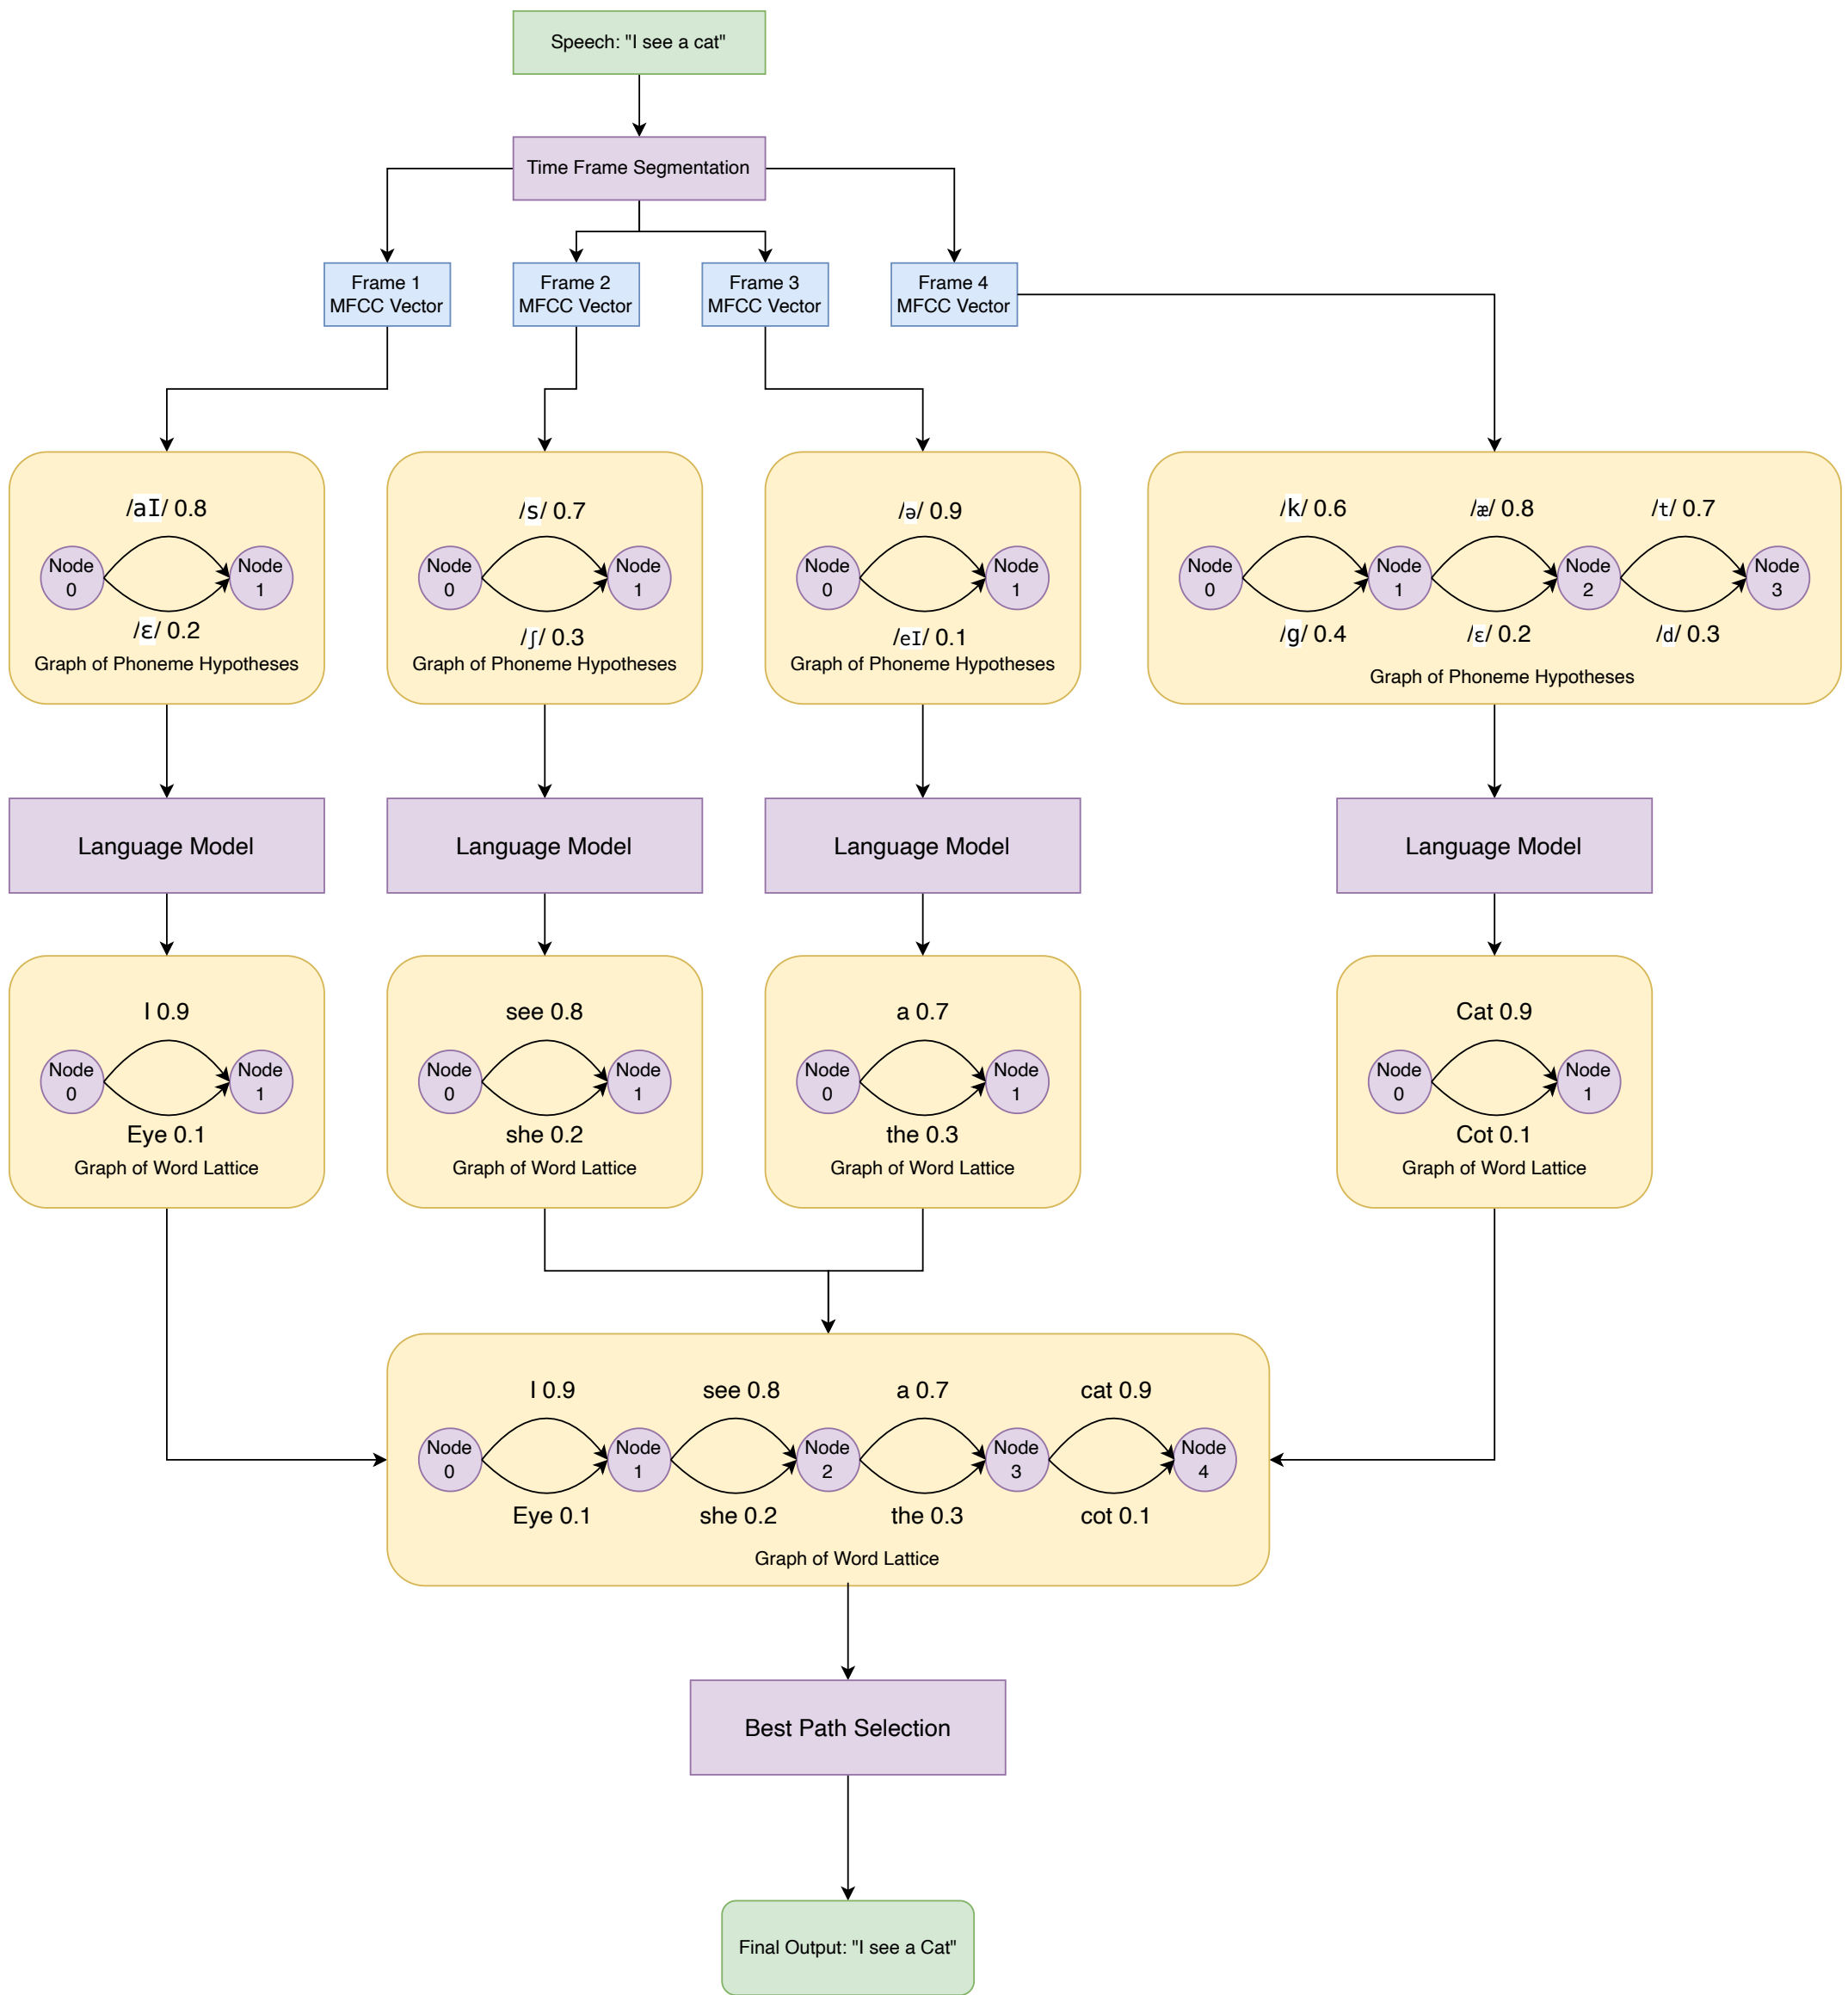 Speech: "I see a cat"
Time Frame Segmentation
Frame 1
MFCC Vector
Frame 2
MFCC Vector
Frame 3
MFCC Vector
Frame 4
MFCC Vector
/aI/ 0.8
Node
0
Node
1
/ɛ/ 0.2
Graph of Phoneme Hypotheses
/s/ 0.7
Node
0
Node
1
/ʃ/ 0.3
Graph of Phoneme Hypotheses
/ə/ 0.9
Node
0
Node
1
/eI/ 0.1
Graph of Phoneme Hypotheses
/k/ 0.6
/æ/ 0.8
/t/ 0.7
Node
0
Node
1
Node
2
Node
3
/g/ 0.4
/ɛ/ 0.2
/d/ 0.3
Graph of Phoneme Hypotheses
Language Model
Language Model
Language Model
Language Model
I 0.9
Node
0
Node
1
Eye 0.1
Graph of Word Lattice
see 0.8
Node
0
Node
1
she 0.2
Graph of Word Lattice
a 0.7
Node
0
Node
1
the 0.3
Graph of Word Lattice
Cat 0.9
Node
0
Node
1
Cot 0.1
Graph of Word Lattice
I 0.9
see 0.8
a 0.7
cat 0.9
Node
0
Node
1
Node
2
Node
3
Node
4
Eye 0.1
she 0.2
the 0.3
cot 0.1
Graph of Word Lattice
Best Path Selection
Final Output: "I see a Cat"